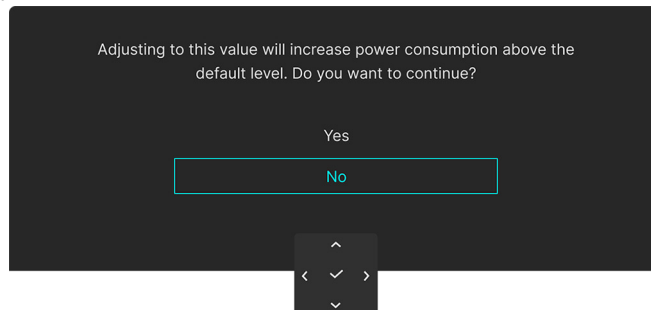 Adjusting to this value will increase power consumption above the
default level. Do you want to continue?
Yes
No